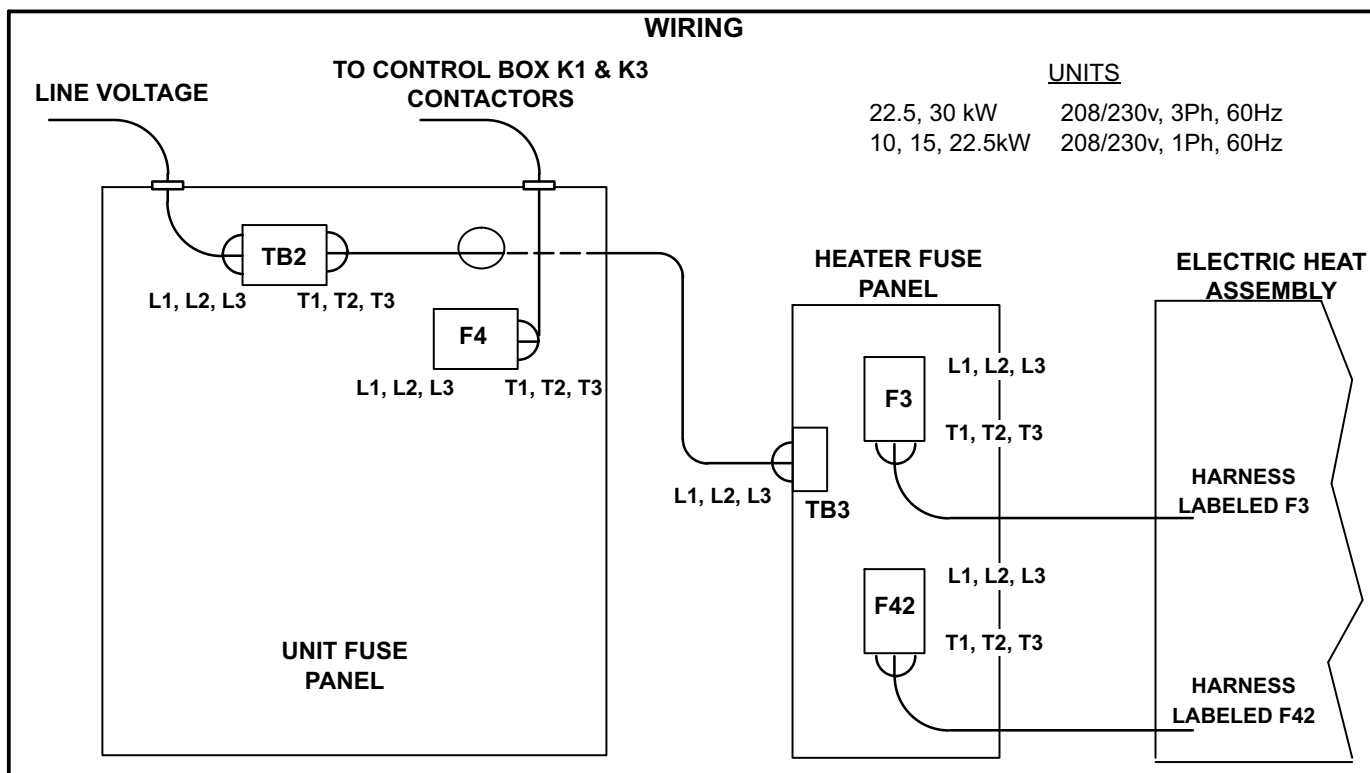 WIRING
TO CONTROL BOX K1 & K3
CONTACTORS
LINE VOLTAGE
UNITS
22.5, 30 kW 208/230v, 3Ph, 60Hz
10, 15, 22.5kW 208/230v, 1Ph, 60Hz
TB2
L1, L2, L3 T1, T2, T3
F4
L1, L2, L3 T1, T2, T3
UNIT FUSE
PANEL
HEATER FUSE
PANEL
L1, L2, L3
F3
T1, T2, T3
L1, L2, L3
TB3
L1, L2, L3
F42
T1, T2, T3
ELECTRIC HEAT
ASSEMBLY
HARNESS
LABELED F3
HARNESS
LABELED F42